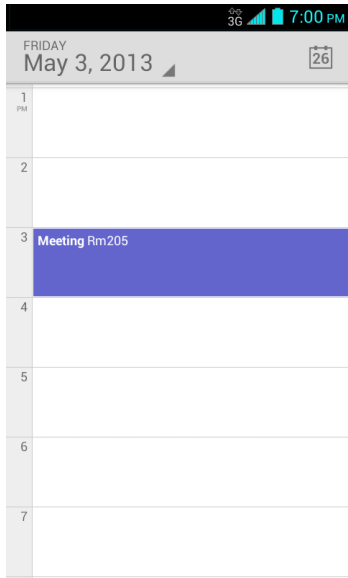 3G 7:00 PM
FRIDAY
May 3, 2013
26
1
PM
2
3 Meeting Rm205
4
5
6
7